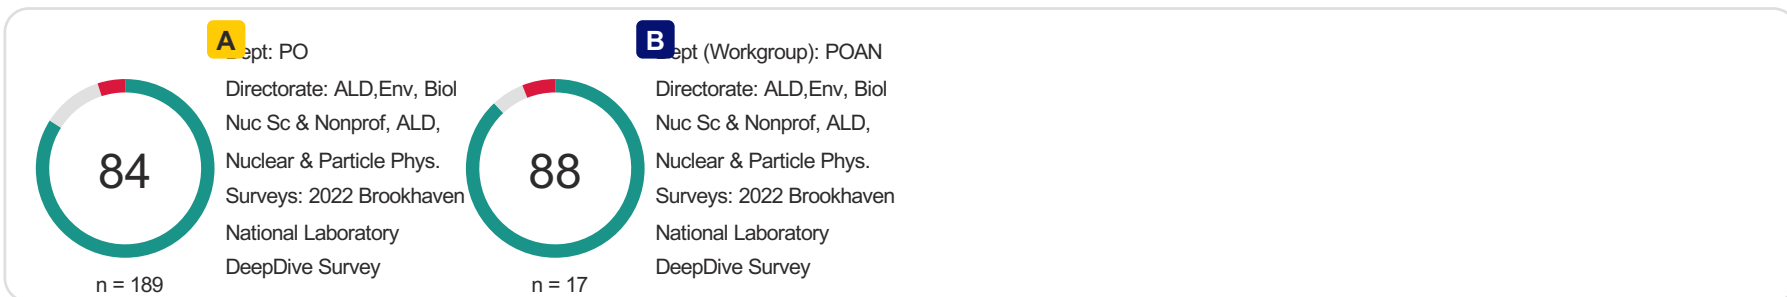 A
ept: PO
Directorate: ALD,Env, Biol
Nuc Sc & Nonprof, ALD,
Nuclear & Particle Phys.
Surveys: 2022 Brookhaven
National Laboratory
DeepDive Survey
84
n = 189
B
ept (Workgroup): POAN
Directorate: ALD,Env, Biol
Nuc Sc & Nonprof, ALD,
Nuclear & Particle Phys.
Surveys: 2022 Brookhaven
National Laboratory
DeepDive Survey
88
n = 17